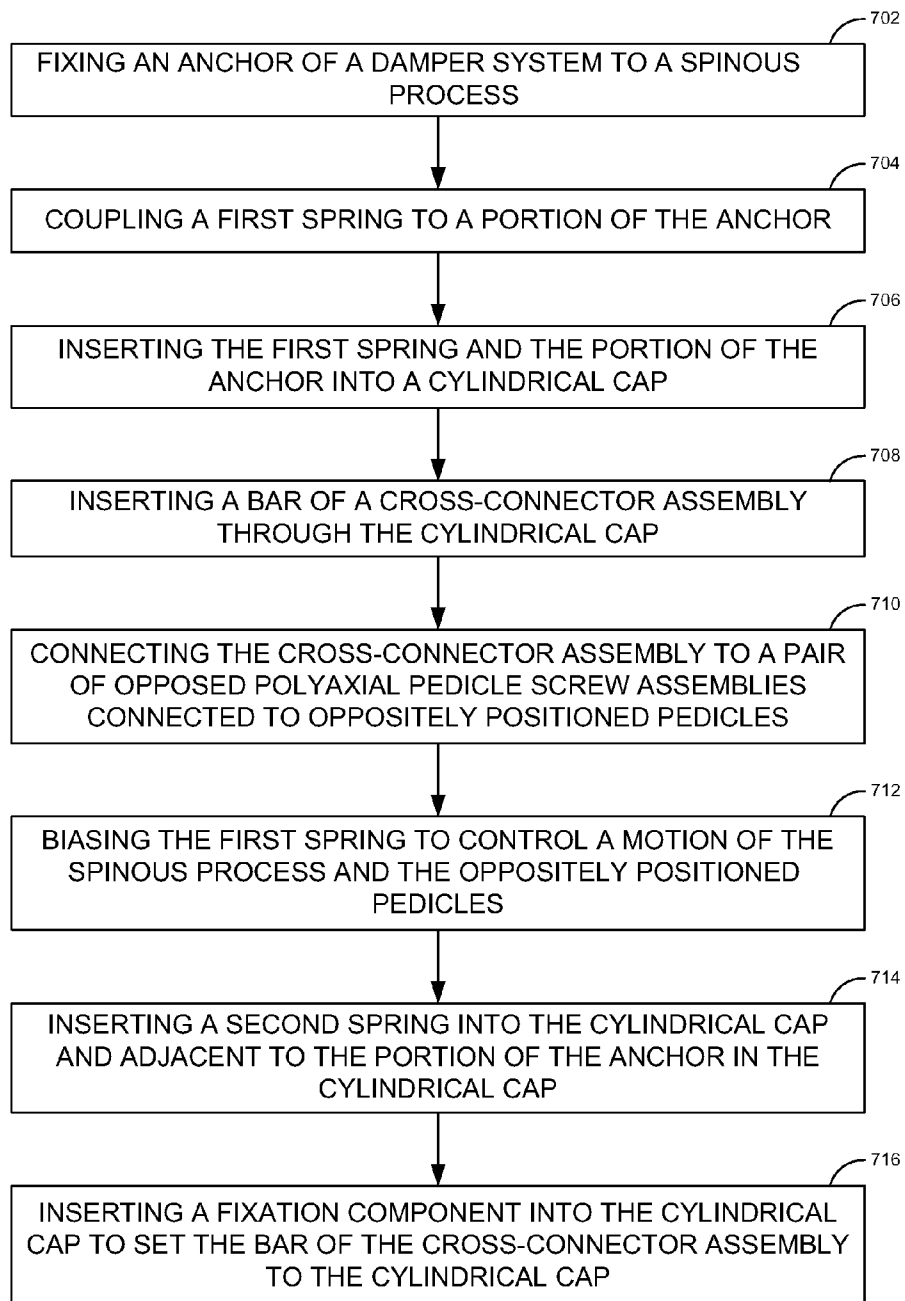 702
FIXING AN ANCHOR OF A DAMPER SYSTEM TO A SPINOUS
PROCESS
704
COUPLING A FIRST SPRING TO A PORTION OF THE ANCHOR
706
INSERTING THE FIRST SPRING AND THE PORTION OF THE
ANCHOR INTO A CYLINDRICAL CAP
708
INSERTING A BAR OF A CROSS-CONNECTOR ASSEMBLY
THROUGH THE CYLINDRICAL CAP
710
CONNECTING THE CROSS-CONNECTOR ASSEMBLY TO A PAIR
OF OPPOSED POLYAXIAL PEDICLE SCREW ASSEMBLIES
CONNECTED TO OPPOSITELY POSITIONED PEDICLES
712
BIASING THE FIRST SPRING TO CONTROL A MOTION OF THE
SPINOUS PROCESS AND THE OPPOSITELY POSITIONED
PEDICLES
714
INSERTING A SECOND SPRING INTO THE CYLINDRICAL CAP
AND ADJACENT TO THE PORTION OF THE ANCHOR IN THE
CYLINDRICAL CAP
716
INSERTING A FIXATION COMPONENT INTO THE CYLINDRICAL
CAP TO SET THE BAR OF THE CROSS-CONNECTOR ASSEMBLY
TO THE CYLINDRICAL CAP